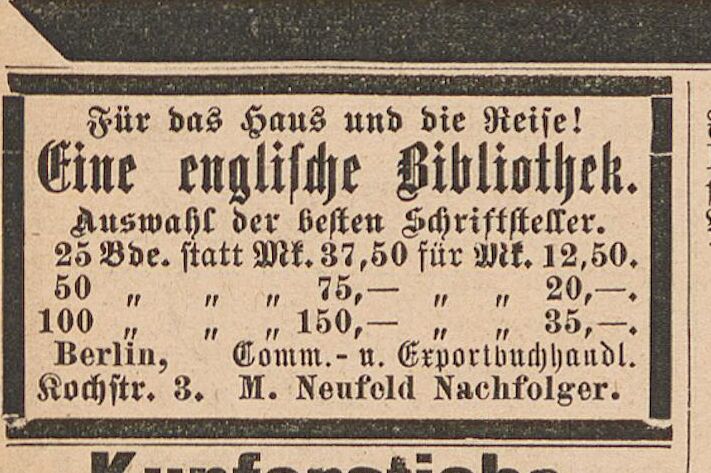 Für das Haus und die Reise!
Eine englische Bibliothek.
Auswahl der besten Schriftsteller.
25 Bde. statt Mk. 37,50 für Mk. 12,50.
50 „ „ „ 75,— „ „ 20,—.
100 „ „ „ 150,— „ „ 35,—.
Berlin, Comm.- u. Exportbuchhandl.
Kochstr. 3. M. Neufeld Nachfolger.